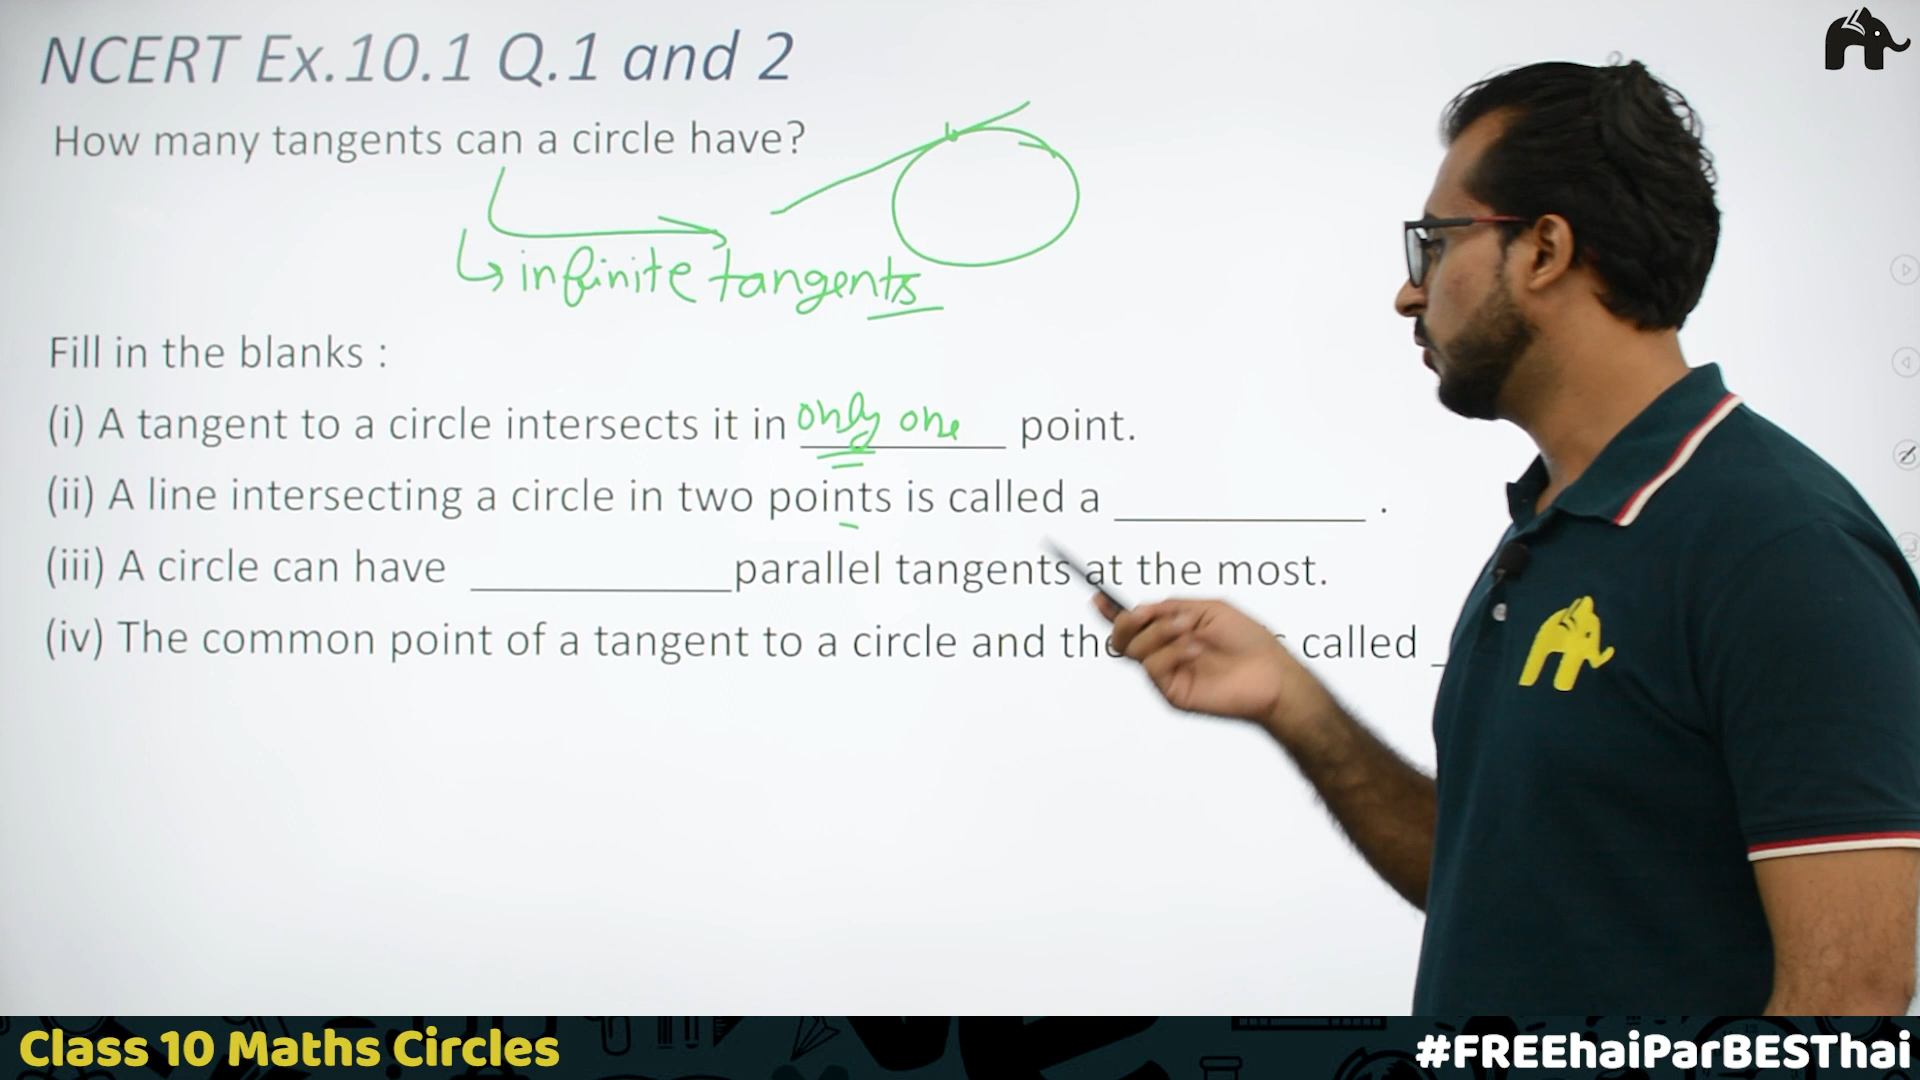 NCERT Ex.10.1 Q.1 and 2
How many tangents can a circle have?
infinite tangents
Fill in the blanks :
(i) A tangent to a circle intersects it in only one point.
(ii) A line intersecting a circle in two points is called a ____________ .
(iii) A circle can have ____________ parallel tangents at the most.
(iv) The common point of a tangent to a circle and the called _
Class 10 Maths Circles
#FREEhaiParBESThai